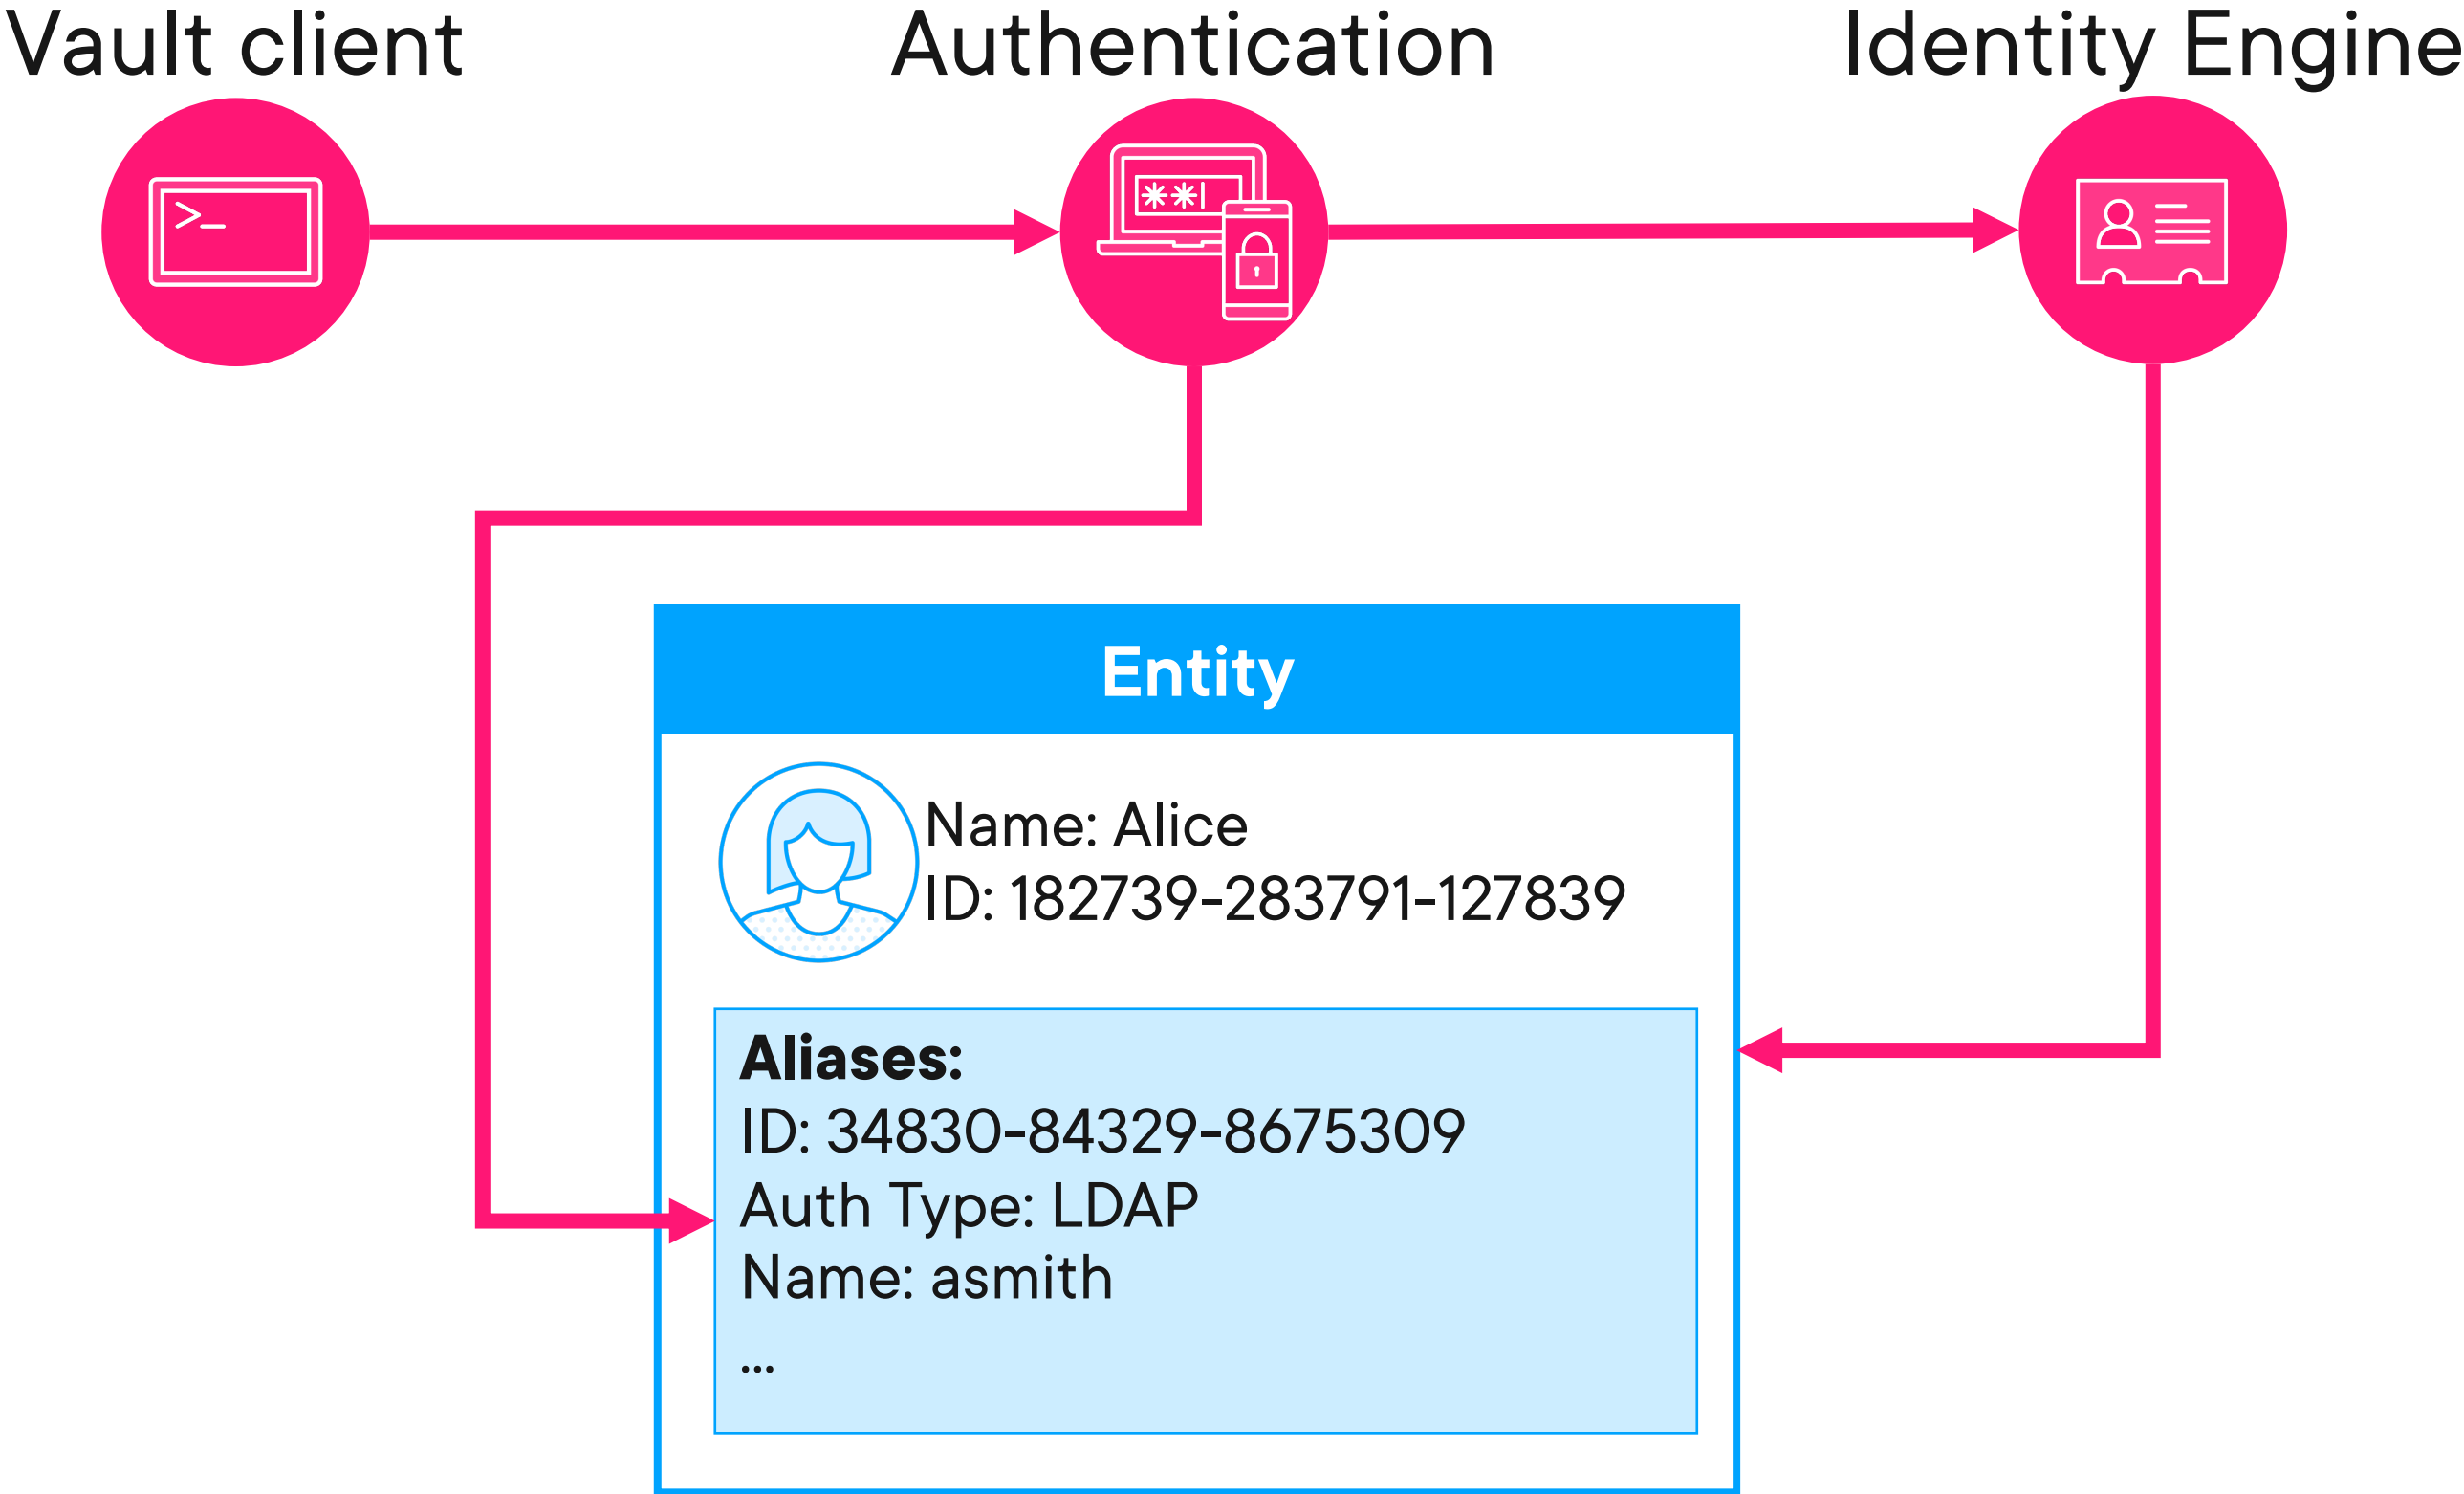 Vault client
Authentication
Identity Engine
Entity
Name: Alice
ID: 182739-283791-127839
Aliases:
ID: 34830-84329-8675309
Auth Type: LDAP
Name: asmith
...